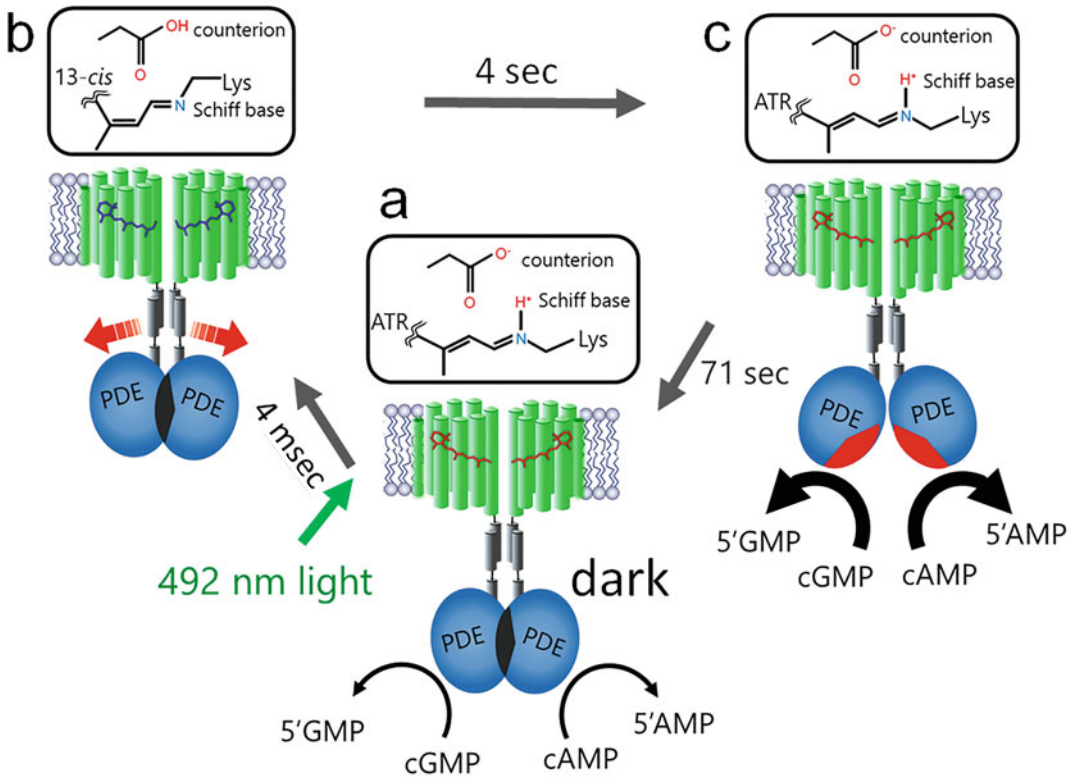 b
OH counterion
O
13-cis
N
Lys
Schiff base
4 sec
c
O- counterion
O
H+
Schiff base
ATR
N
Lys
a
O- counterion
O
H+
Schiff base
ATR
N
Lys
PDE PDE
4 msec
71 sec
PDE PDE
492 nm light
dark
PDE PDE
5'GMP
5'AMP
cGMP
cAMP
5'GMP
5'AMP
cGMP
cAMP